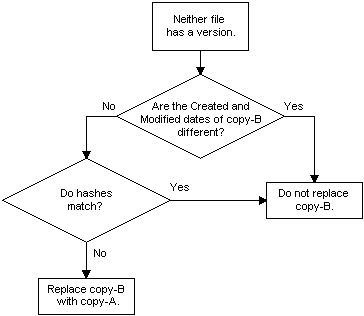 Neither file
has a version.
No
Are the Created and
Modified dates of copy-B
different?
Yes
Do hashes
match?
Yes
Do not replace
copy-B.
No
Replace copy-B
with copy-A.